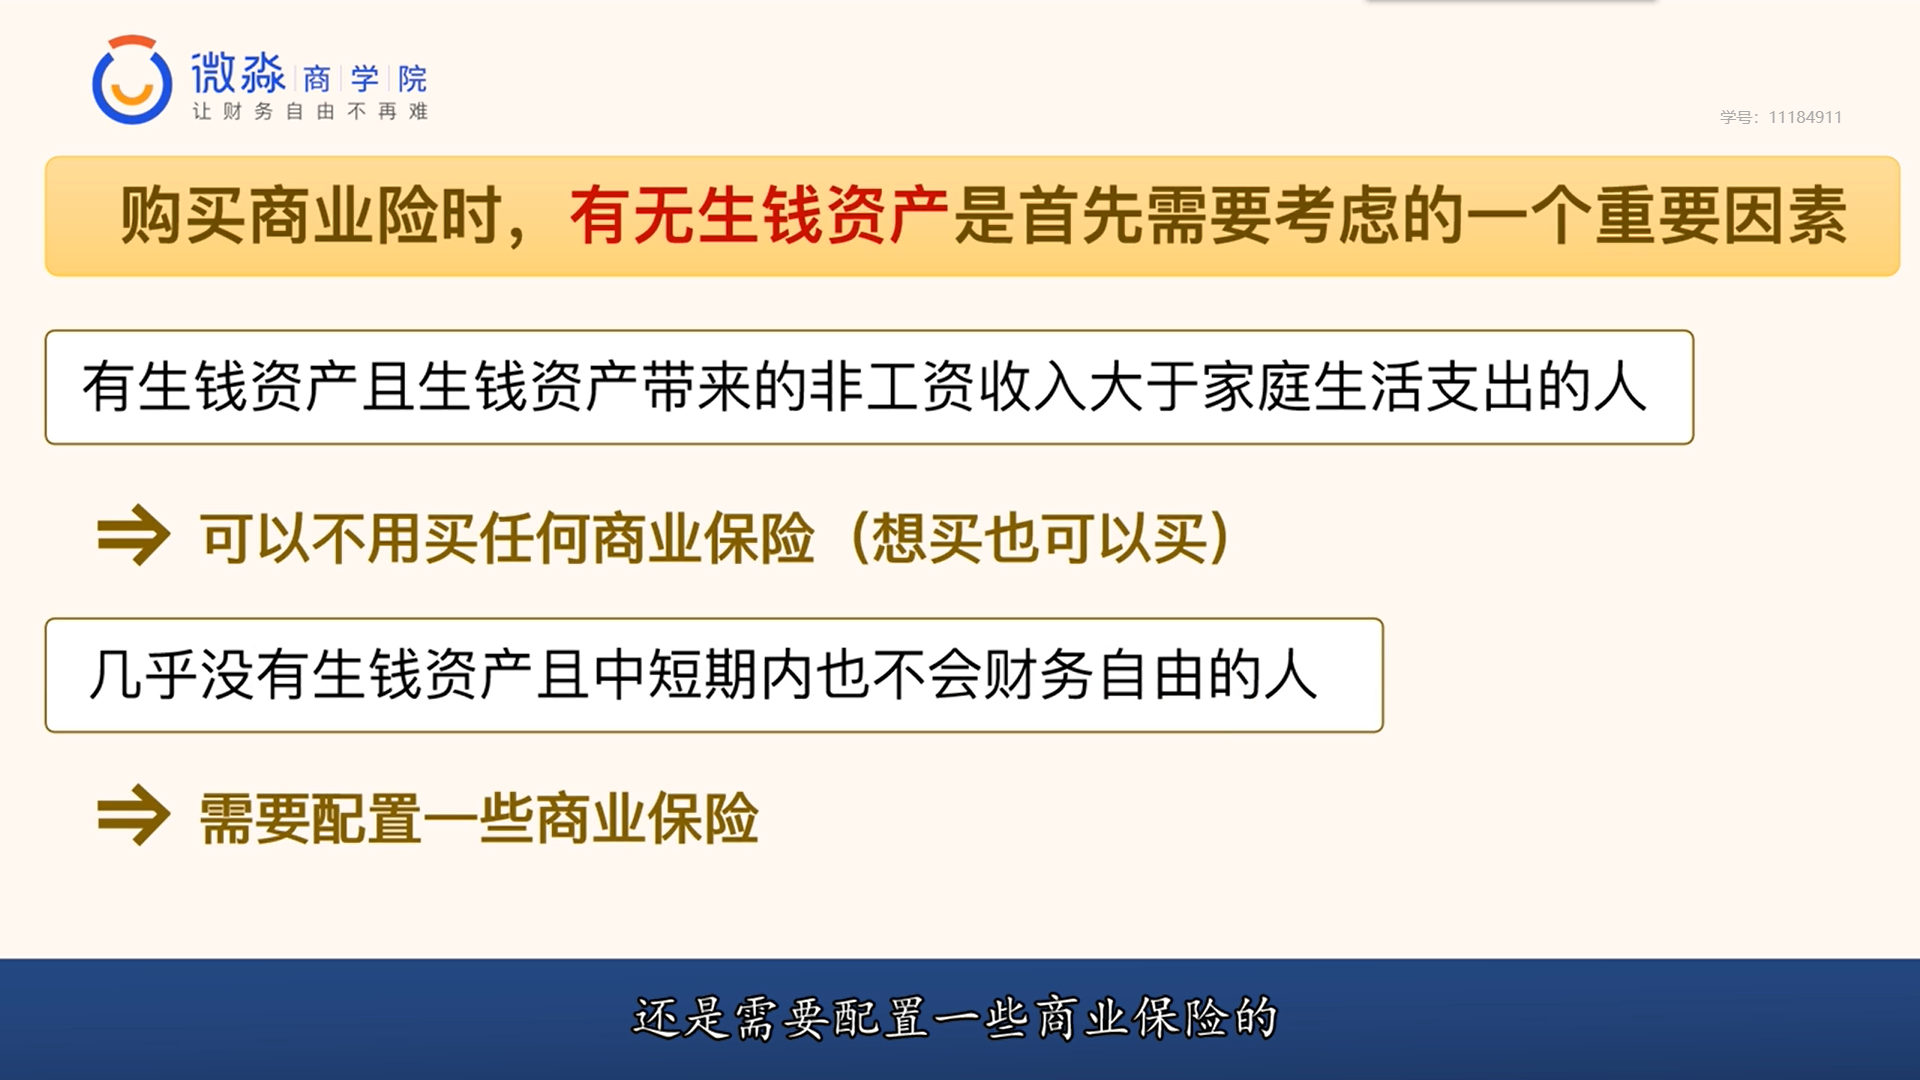 微淼商学院
让财务自由不再难
学号：11184911
购买商业险时，有无生钱资产是首先需要考虑的一个重要因素
有生钱资产且生钱资产带来的非工资收入大于家庭生活支出的人
可以不用买任何商业保险（想买也可以买）
几乎没有生钱资产且中短期内也不会财务自由的人
需要配置一些商业保险
还是需要配置一些商业保险的